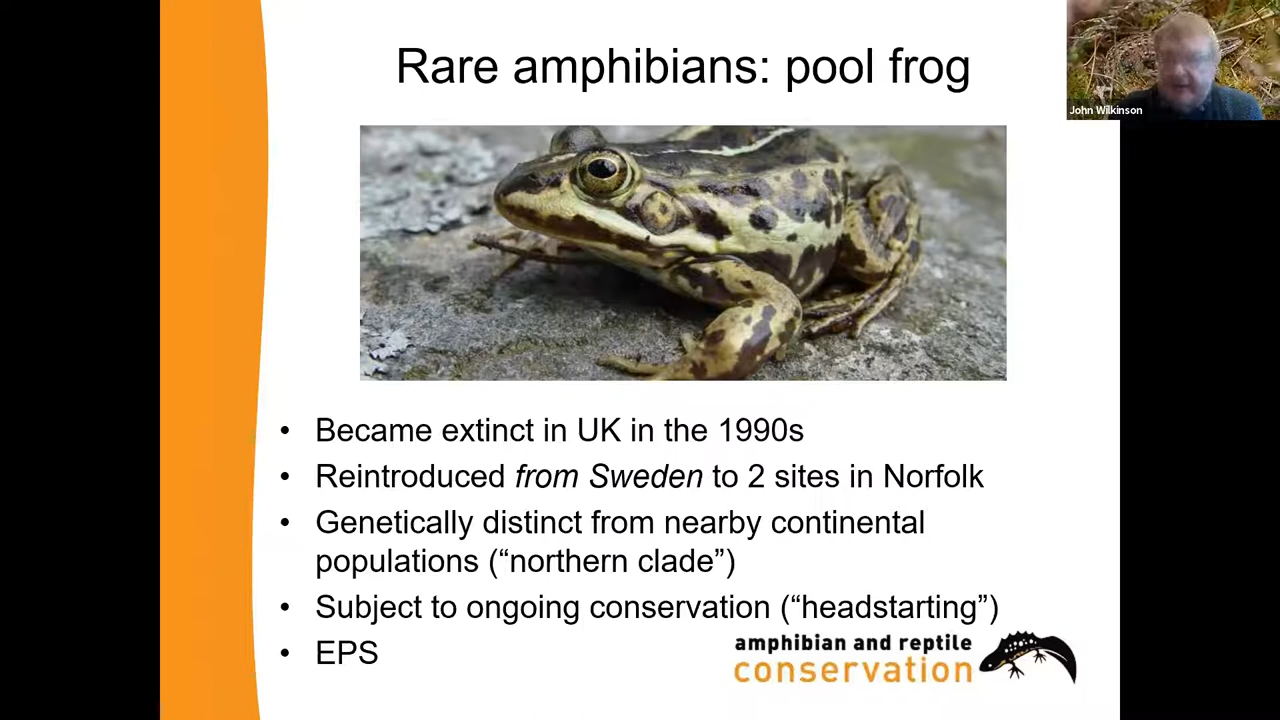 Rare amphibians: pool frog
John Wilkinson
• Became extinct in UK in the 1990s
• Reintroduced from Sweden to 2 sites in Norfolk
• Genetically distinct from nearby continental
populations (“northern clade”)
• Subject to ongoing conservation (“headstarting”)
• EPS
amphibian and reptile
conservation